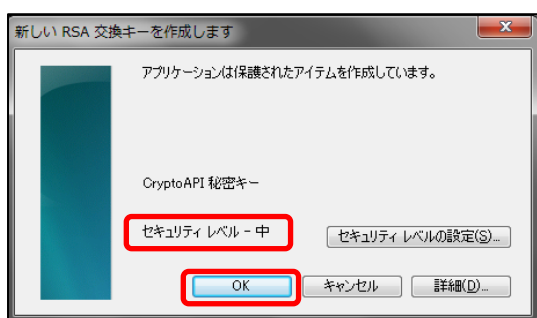 新しい RSA 交換キーを作成します
アプリケーションは保護されたアイテムを作成しています。
CryptoAPI 秘密キー
セキュリティ レベル - 中
セキュリティ レベルの設定(S)...
OK
キャンセル
詳細(D)...